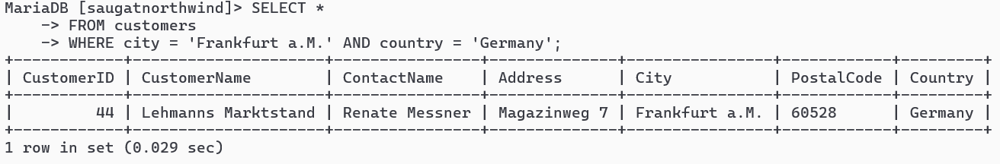 MariaDB [saugatnorthwind]> SELECT *
    -> FROM customers
    -> WHERE city = 'Frankfurt a.M.' AND country = 'Germany';
+------------+---------------------+----------------+--------------+----------------+------------+---------+
| CustomerID | CustomerName        | ContactName    | Address      | City           | PostalCode | Country |
+------------+---------------------+----------------+--------------+----------------+------------+---------+
|         44 | Lehmanns Marktstand | Renate Messner | Magazinweg 7 | Frankfurt a.M. | 60528      | Germany |
+------------+---------------------+----------------+--------------+----------------+------------+---------+
1 row in set (0.029 sec)